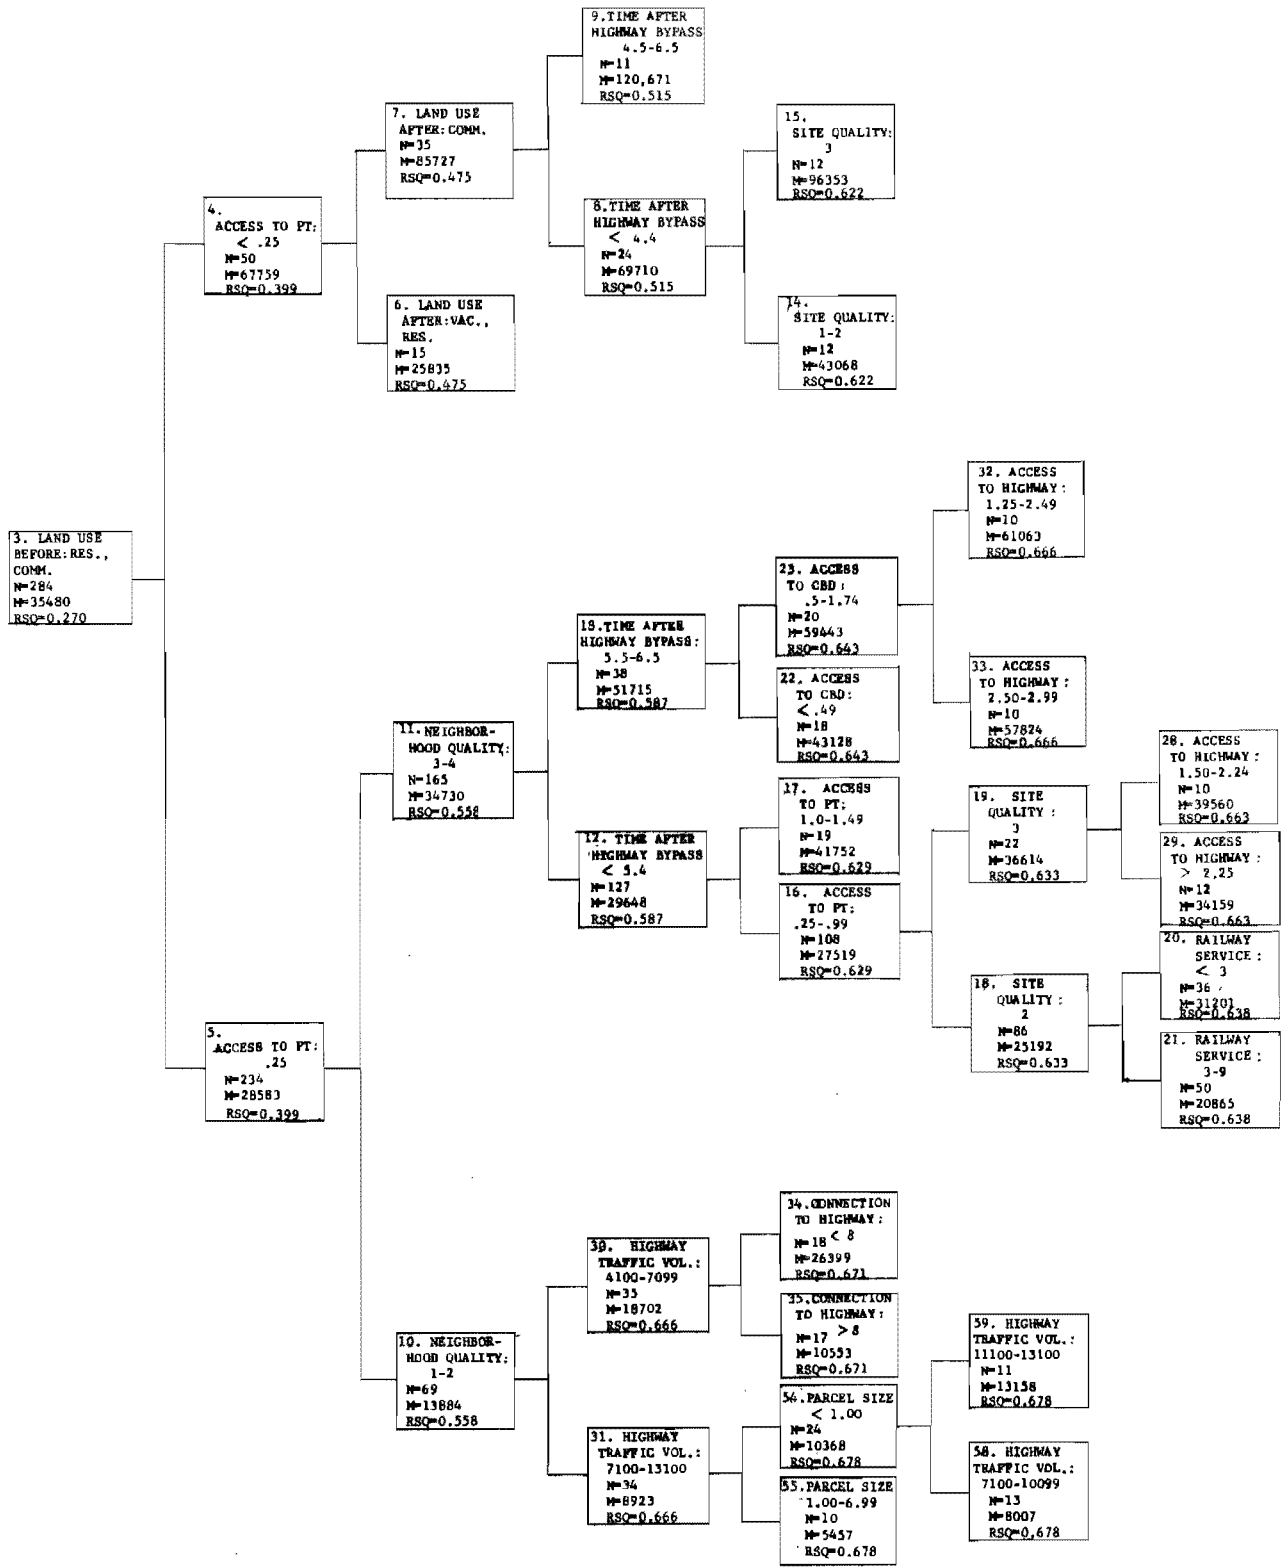 9.TIME AFTER
HIGHWAY BYPASS
4.5-6.5
N=11
M=120,671
RSQ=0.515
7. LAND USE
AFTER:COMM.
N=35
M=85727
RSQ=0.475
15.
SITE QUALITY:
3
N=12
M=96353
RSQ=0.622
4.
ACCESS TO PT:
< .25
N=50
M=67759
RSQ=0.399
8.TIME AFTER
HIGHWAY BYPASS
< 4.4
N=24
M=69710
RSQ=0.515
6. LAND USE
AFTER:VAC.,
RES.
N=15
M=25835
RSQ=0.475
14.
SITE QUALITY:
1-2
N=12
M=43068
RSQ=0.622
3. LAND USE
BEFORE:RES.,
COMM.
N=284
M=35480
RSQ=0.270
32. ACCESS
TO HIGHWAY:
1.25-2.49
N=10
M=61063
RSQ=0.666
23. ACCESS
TO CBD:
.5-1.74
N=20
M=59443
RSQ=0.643
13.TIME AFTER
HIGHWAY BYPASS:
5.5-6.5
N=38
M=51715
RSQ=0.587
22. ACCESS
TO CBD:
< .49
N=18
M=43128
RSQ=0.643
33. ACCESS
TO HIGHWAY:
2.50-2.99
N=10
M=57824
RSQ=0.666
11. NEIGHBOR-
HOOD QUALITY:
3-4
N=165
M=34730
RSQ=0.558
17. ACCESS
TO PT:
1.0-1.49
N=19
M=41752
RSQ=0.629
12. TIME AFTER
HIGHWAY BYPASS
< 5.4
N=127
M=29648
RSQ=0.587
16. ACCESS
TO PT:
.25-.99
N=108
M=27519
RSQ=0.629
19. SITE
QUALITY:
3
N=22
M=36614
RSQ=0.633
28. ACCESS
TO HIGHWAY:
1.50-2.24
N=10
M=39560
RSQ=0.663
29. ACCESS
TO HIGHWAY:
> 2.25
N=12
M=34159
RSQ=0.663
18. SITE
QUALITY:
2
N=86
M=25192
RSQ=0.633
20. RAILWAY
SERVICE:
< 3
N=36
M=31201
RSQ=0.638
21. RAILWAY
SERVICE:
3-9
N=50
M=20865
RSQ=0.638
5.
ACCESS TO PT:
.25
N=234
M=28583
RSQ=0.399
10. NEIGHBOR-
HOOD QUALITY:
1-2
N=69
M=13884
RSQ=0.558
30. HIGHWAY
TRAFFIC VOL.:
4100-7099
N=35
M=18702
RSQ=0.666
34.CONNECTION
TO HIGHWAY:
N=18 < 8
M=26399
RSQ=0.671
35.CONNECTION
TO HIGHWAY:
N=17 >8
M=10553
RSQ=0.671
31. HIGHWAY
TRAFFIC VOL.:
7100-13100
N=34
M=8923
RSQ=0.666
54.PARCEL SIZE
< 1.00
N=24
M=10368
RSQ=0.678
55.PARCEL SIZE
1.00-6.99
N=10
M=5457
RSQ=0.678
59. HIGHWAY
TRAFFIC VOL.:
11100-13100
N=11
M=13158
RSQ=0.678
58. HIGHWAY
TRAFFIC VOL.:
7100-10099
N=13
M=8007
RSQ=0.678